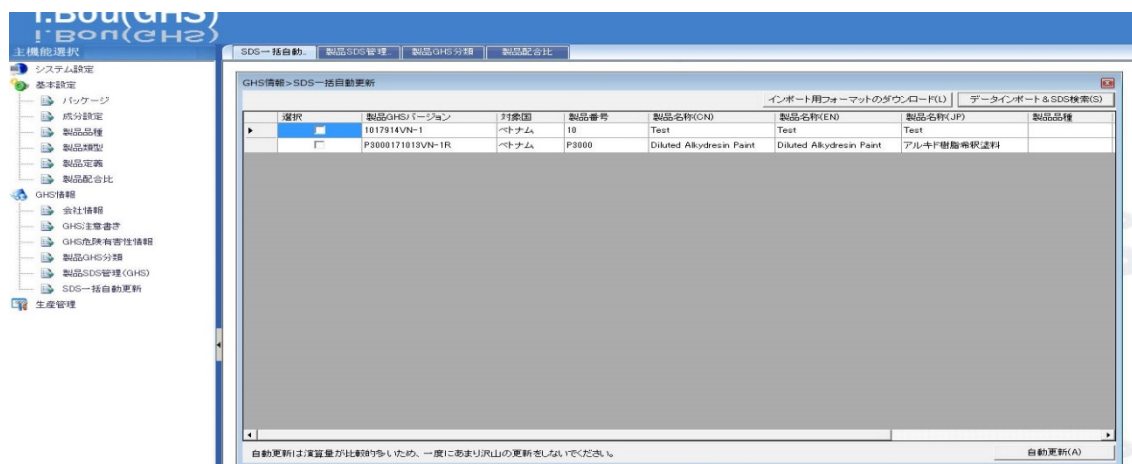 I.Bon(GHS)
主機能選択
システム設定
基本設定
パッケージ
成分設定
製品品種
製品類型
製品定義
製品配合比
GHS情報
会社情報
GHS注意書き
GHS危険有害性情報
製品GHS分類
製品SDS管理(GHS)
SDS一括自動更新
生産管理
SDS一括自動.. 製品SDS管理.. 製品GHS分類 製品配合比
GHS情報>SDS一括自動更新
インポート用フォーマットのダウンロード(L) データインポート＆SDS検索(S)
選択 製品GHSバージョン 対象国 製品番号 製品名称(CN) 製品名称(EN) 製品名称(JP) 製品品種
1017914VN-1 ベトナム 10 Test Test Test
P3000171013VN-1R ベトナム P3000 Diluted Alkydresin Paint Diluted Alkydresin Paint アルキド樹脂希釈塗料
自動更新は演算量が比較的多いため、一度にあまり沢山の更新をしないでください。
自動更新(A)